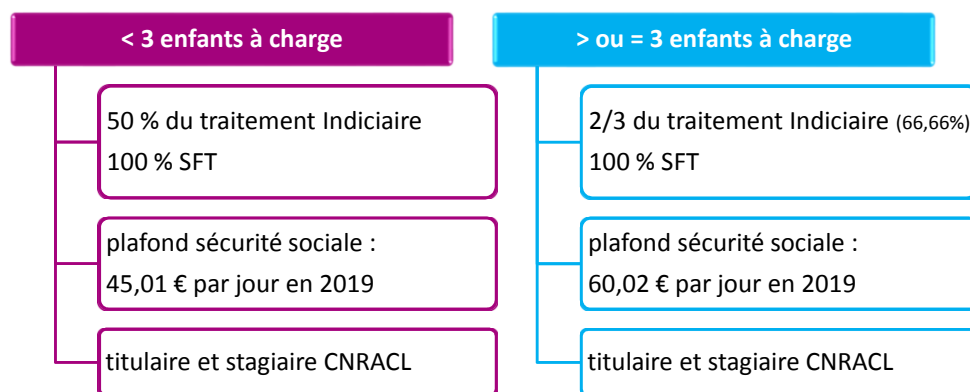 < 3 enfants à charge
50 % du traitement Indiciaire
100 % SFT
plafond sécurité sociale :
45,01 € par jour en 2019
titulaire et stagiaire CNRACL
> ou = 3 enfants à charge
2/3 du traitement Indiciaire (66,66%)
100 % SFT
plafond sécurité sociale :
60,02 € par jour en 2019
titulaire et stagiaire CNRACL